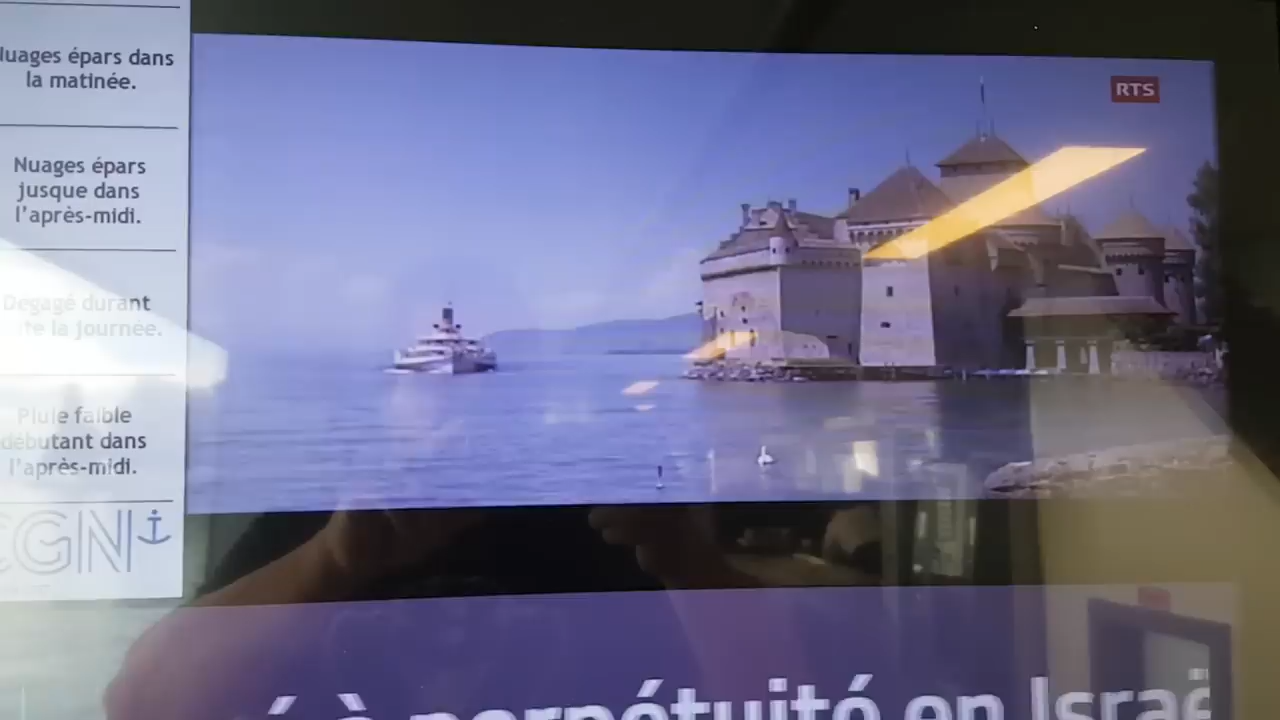 Nuages épars dans
la matinée.
Nuages épars
jusque dans
l'après-midi.
Dégagé durant
la journée.
Pluie faible
débutant dans
l'après-midi.
CGN
RTS
à perpétuité en Israë